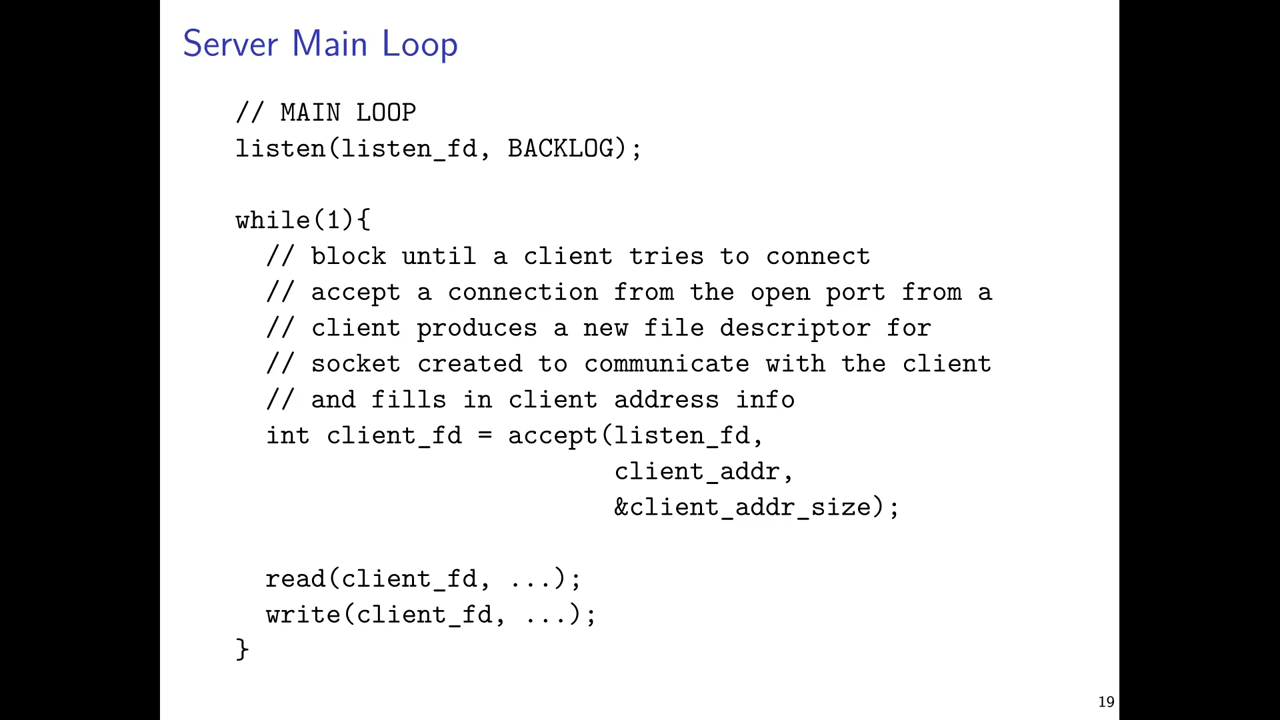 Server Main Loop
// MAIN LOOP
listen(listen_fd, BACKLOG);
while(1){
// block until a client tries to connect
// accept a connection from the open port from a
// client produces a new file descriptor for
// socket created to communicate with the client
// and fills in client address info
int client_fd = accept(listen_fd,
client_addr,
&client_addr_size);
read(client_fd, ...);
write(client_fd, ...);
}
19